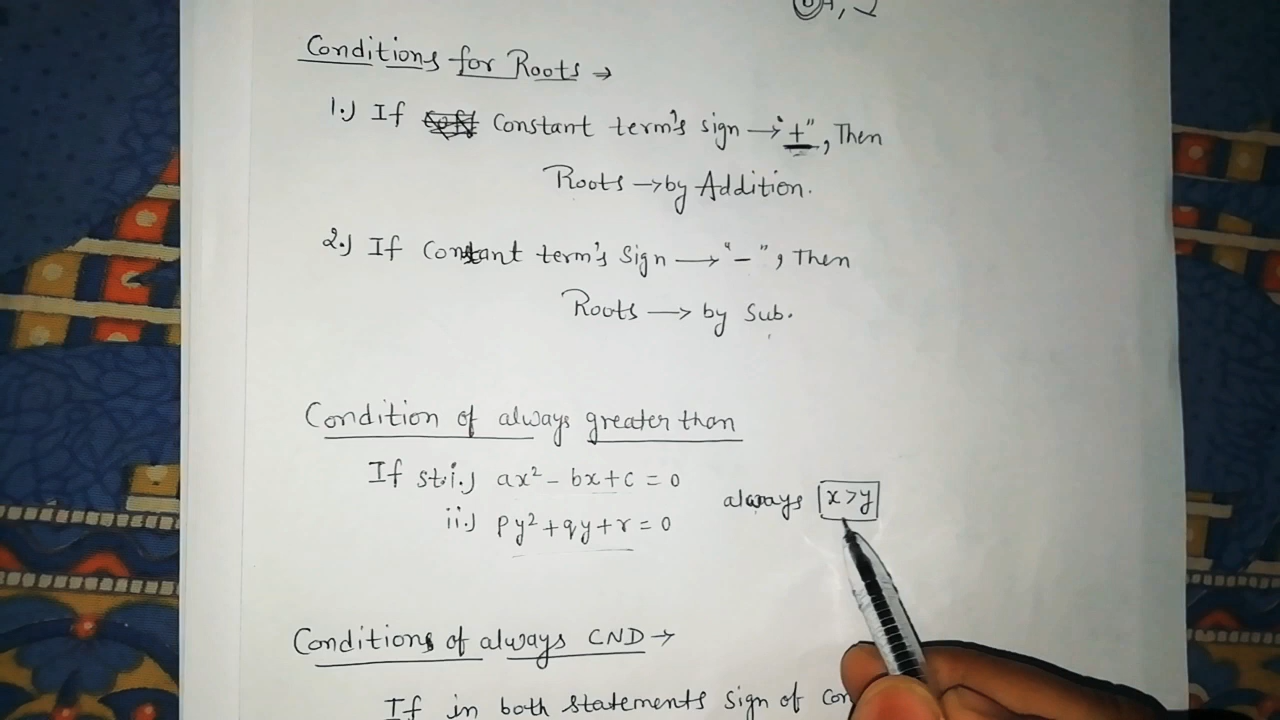 Conditions for Roots →
1.) If Constant term's sign → "+", Then
Roots → by Addition.
2.) If Constant term's Sign → "-", Then
Roots → by Sub.
Condition of always greater than
If st. i.) ax² - bx + c = 0
always x > y
ii.) py² + qy + r = 0
Conditions of always CND →
If in both statements sign of con